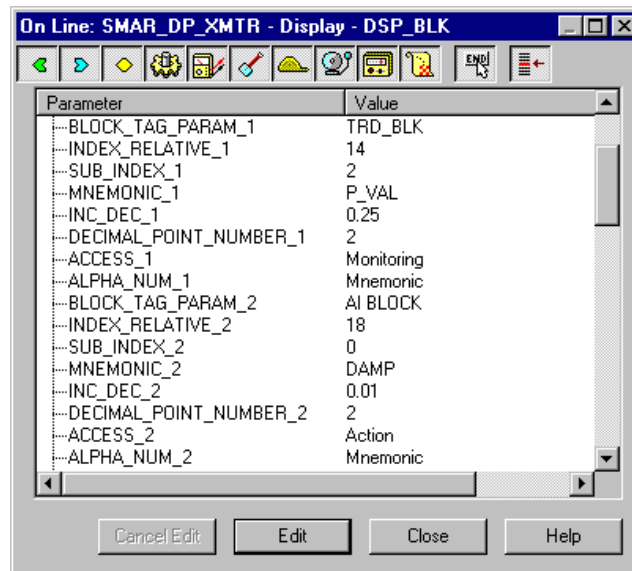 On Line: SMAR_DP_XMTR - Display - DSP_BLK
END
Parameter Value
BLOCK_TAG_PARAM_1 TRD_BLK
INDEX_RELATIVE_1 14
SUB_INDEX_1 2
MNEMONIC_1 P_VAL
INC_DEC_1 0.25
DECIMAL_POINT_NUMBER_1 2
ACCESS_1 Monitoring
ALPHA_NUM_1 Mnemonic
BLOCK_TAG_PARAM_2 AI BLOCK
INDEX_RELATIVE_2 18
SUB_INDEX_2 0
MNEMONIC_2 DAMP
INC_DEC_2 0.01
DECIMAL_POINT_NUMBER_2 2
ACCESS_2 Action
ALPHA_NUM_2 Mnemonic
Cancel Edit Edit Close Help